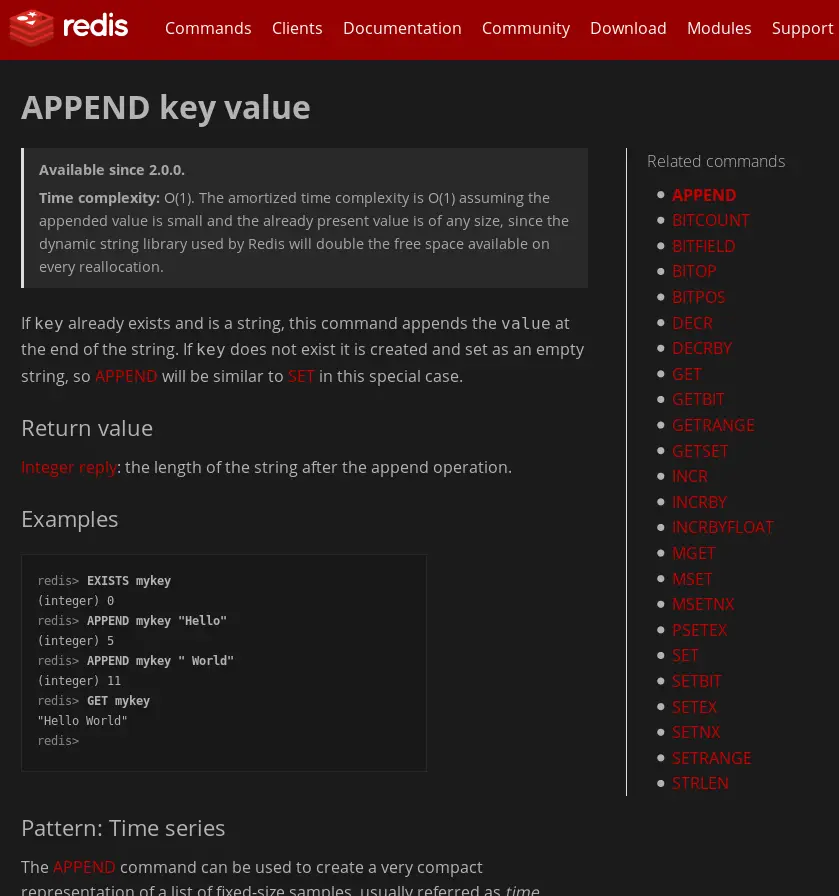 redis
Commands Clients Documentation Community Download Modules Support
APPEND key value
Available since 2.0.0.
Time complexity: O(1). The amortized time complexity is O(1) assuming the
appended value is small and the already present value is of any size, since the
dynamic string library used by Redis will double the free space available on
every reallocation.
If key already exists and is a string, this command appends the value at
the end of the string. If key does not exist it is created and set as an empty
string, so APPEND will be similar to SET in this special case.
Return value
Integer reply: the length of the string after the append operation.
Examples
redis> EXISTS mykey
(integer) 0
redis> APPEND mykey "Hello"
(integer) 5
redis> APPEND mykey " World"
(integer) 11
redis> GET mykey
"Hello World"
redis>
Pattern: Time series
The APPEND command can be used to create a very compact
representation of a list of fixed-size samples, usually referred as time
Related commands
APPEND
BITCOUNT
BITFIELD
BITOP
BITPOS
DECR
DECRBY
GET
GETBIT
GETRANGE
GETSET
INCR
INCRBY
INCRBYFLOAT
MGET
MSET
MSETNX
PSETEX
SET
SETBIT
SETEX
SETNX
SETRANGE
STRLEN